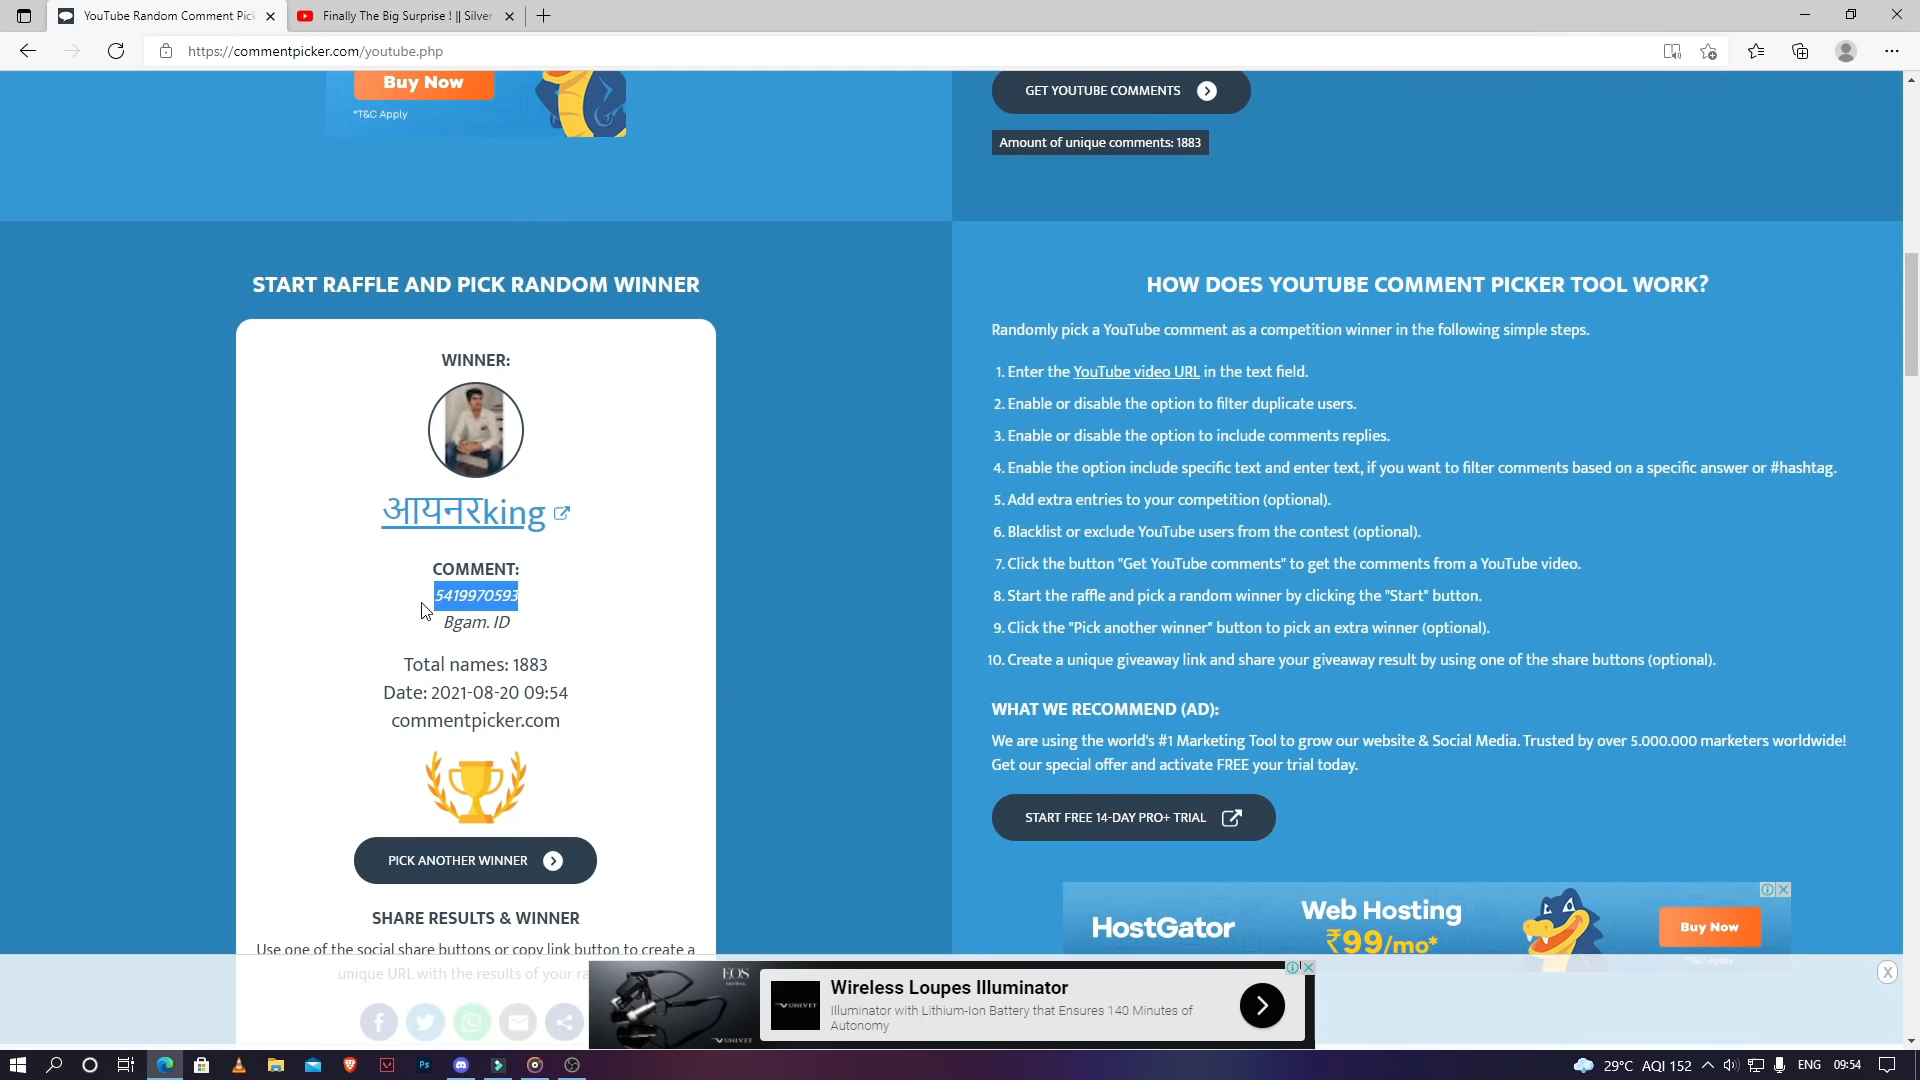 YouTube Random Comment Pick
Finally The Big Surprise ! || Silver
https://commentpicker.com/youtube.php
Buy Now
*T&C Apply
GET YOUTUBE COMMENTS
Amount of unique comments: 1883
START RAFFLE AND PICK RANDOM WINNER
WINNER:
आयनरking
COMMENT:
5419970593
Bgam. ID
Total names: 1883
Date: 2021-08-20 09:54
commentpicker.com
PICK ANOTHER WINNER
SHARE RESULTS & WINNER
Use one of the social share buttons or copy link button to create a
unique URL with the results of your ra
HOW DOES YOUTUBE COMMENT PICKER TOOL WORK?
Randomly pick a YouTube comment as a competition winner in the following simple steps.
1. Enter the YouTube video URL in the text field.
2. Enable or disable the option to filter duplicate users.
3. Enable or disable the option to include comments replies.
4. Enable the option include specific text and enter text, if you want to filter comments based on a specific answer or #hashtag.
5. Add extra entries to your competition (optional).
6. Blacklist or exclude YouTube users from the contest (optional).
7. Click the button "Get YouTube comments" to get the comments from a YouTube video.
8. Start the raffle and pick a random winner by clicking the "Start" button.
9. Click the "Pick another winner" button to pick an extra winner (optional).
10. Create a unique giveaway link and share your giveaway result by using one of the share buttons (optional).
WHAT WE RECOMMEND (AD):
We are using the world's #1 Marketing Tool to grow our website & Social Media. Trusted by over 5.000.000 marketers worldwide!
Get our special offer and activate FREE your trial today.
START FREE 14-DAY PRO+ TRIAL
HostGator
Web Hosting
₹99/mo*
Buy Now
*T&C Apply
EOS
UNIVET
UNIVET
Wireless Loupes Illuminator
Illuminator with Lithium-Ion Battery that Ensures 140 Minutes of
Autonomy
Ps
29°C AQI 152
ENG
09:54